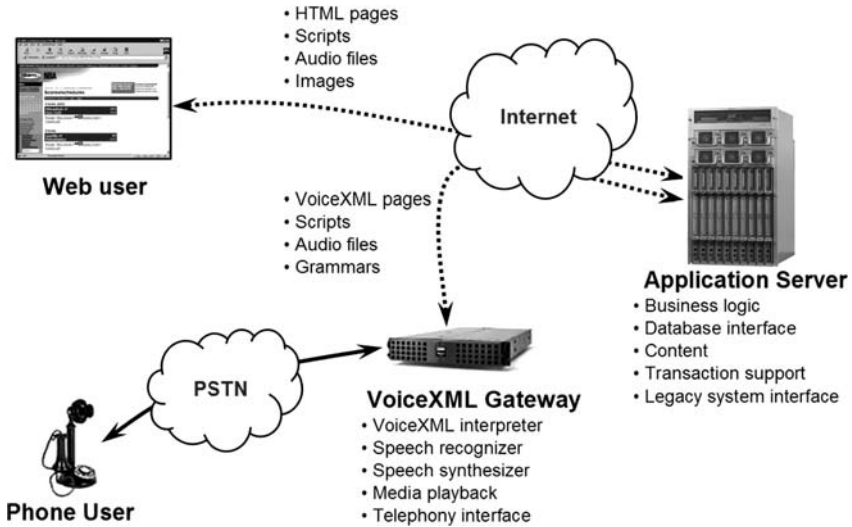 • HTML pages
• Scripts
• Audio files
• Images
Internet
Web user
• VoiceXML pages
• Scripts
• Audio files
• Grammars
Application Server
• Business logic
• Database interface
• Content
• Transaction support
• Legacy system interface
PSTN
VoiceXML Gateway
• VoiceXML interpreter
• Speech recognizer
• Speech synthesizer
• Media playback
• Telephony interface
Phone User